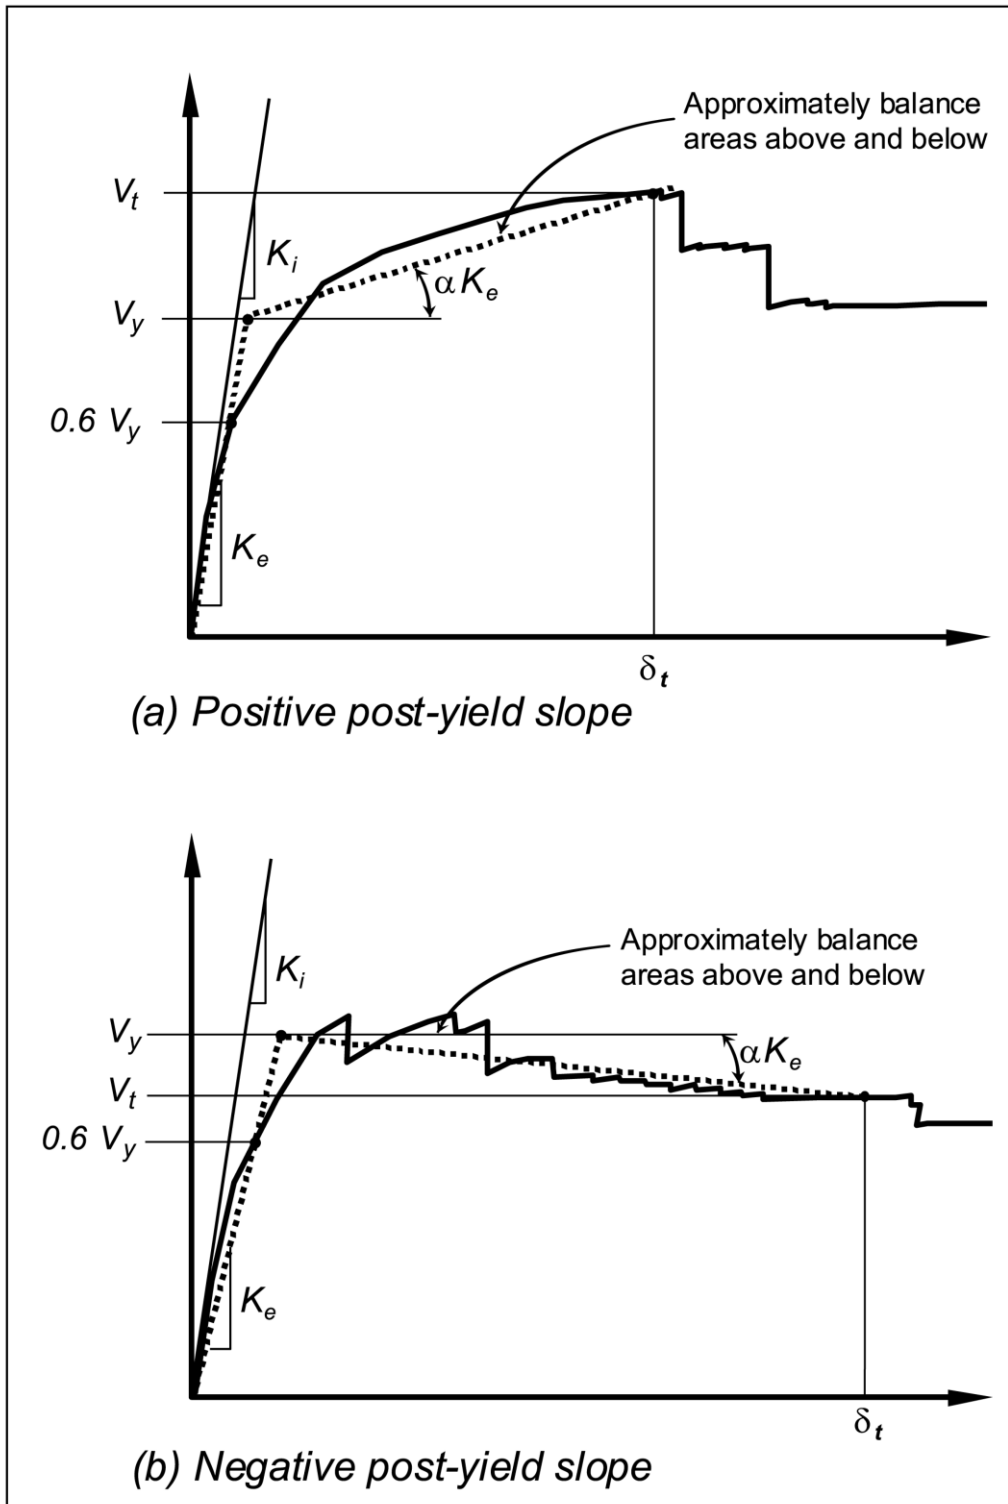 Approximately balance
areas above and below
V_t
K_i
α K_e
V_y
0.6 V_y
K_e
δ_t
(a) Positive post-yield slope
Approximately balance
areas above and below
K_i
V_y
αK_e
V_t
0.6 V_y
K_e
δ_t
(b) Negative post-yield slope